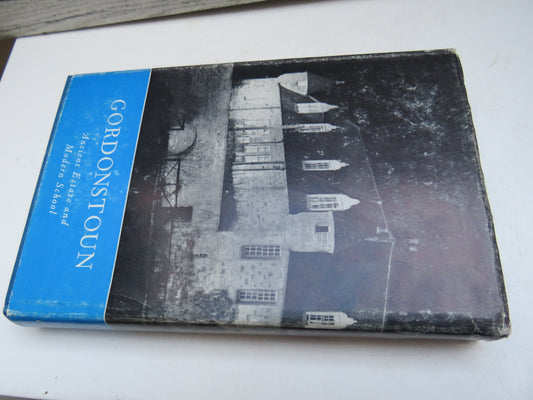 GORDONSTOUN
Ancient Estate and
Modern School